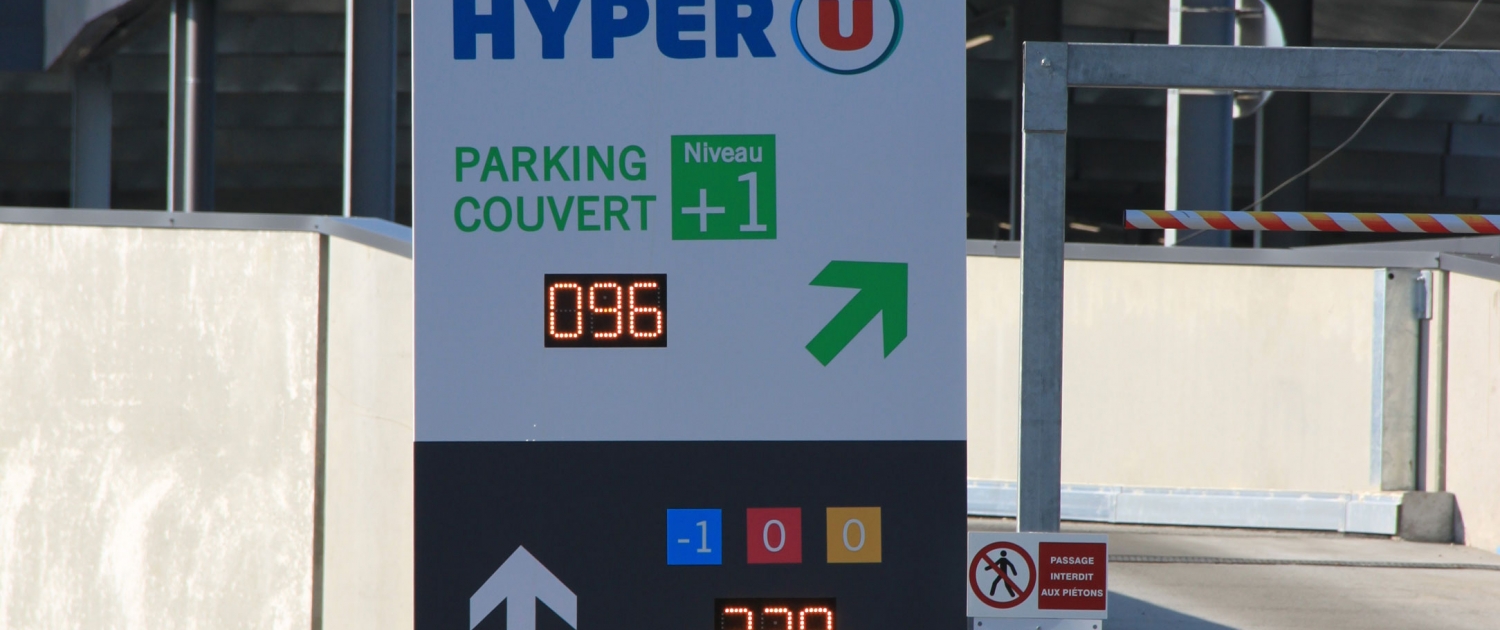 HYPER U
PARKING
COUVERT
Niveau
+1
096
-1 0 0
PASSAGE
INTERDIT
AUX PIÉTONS